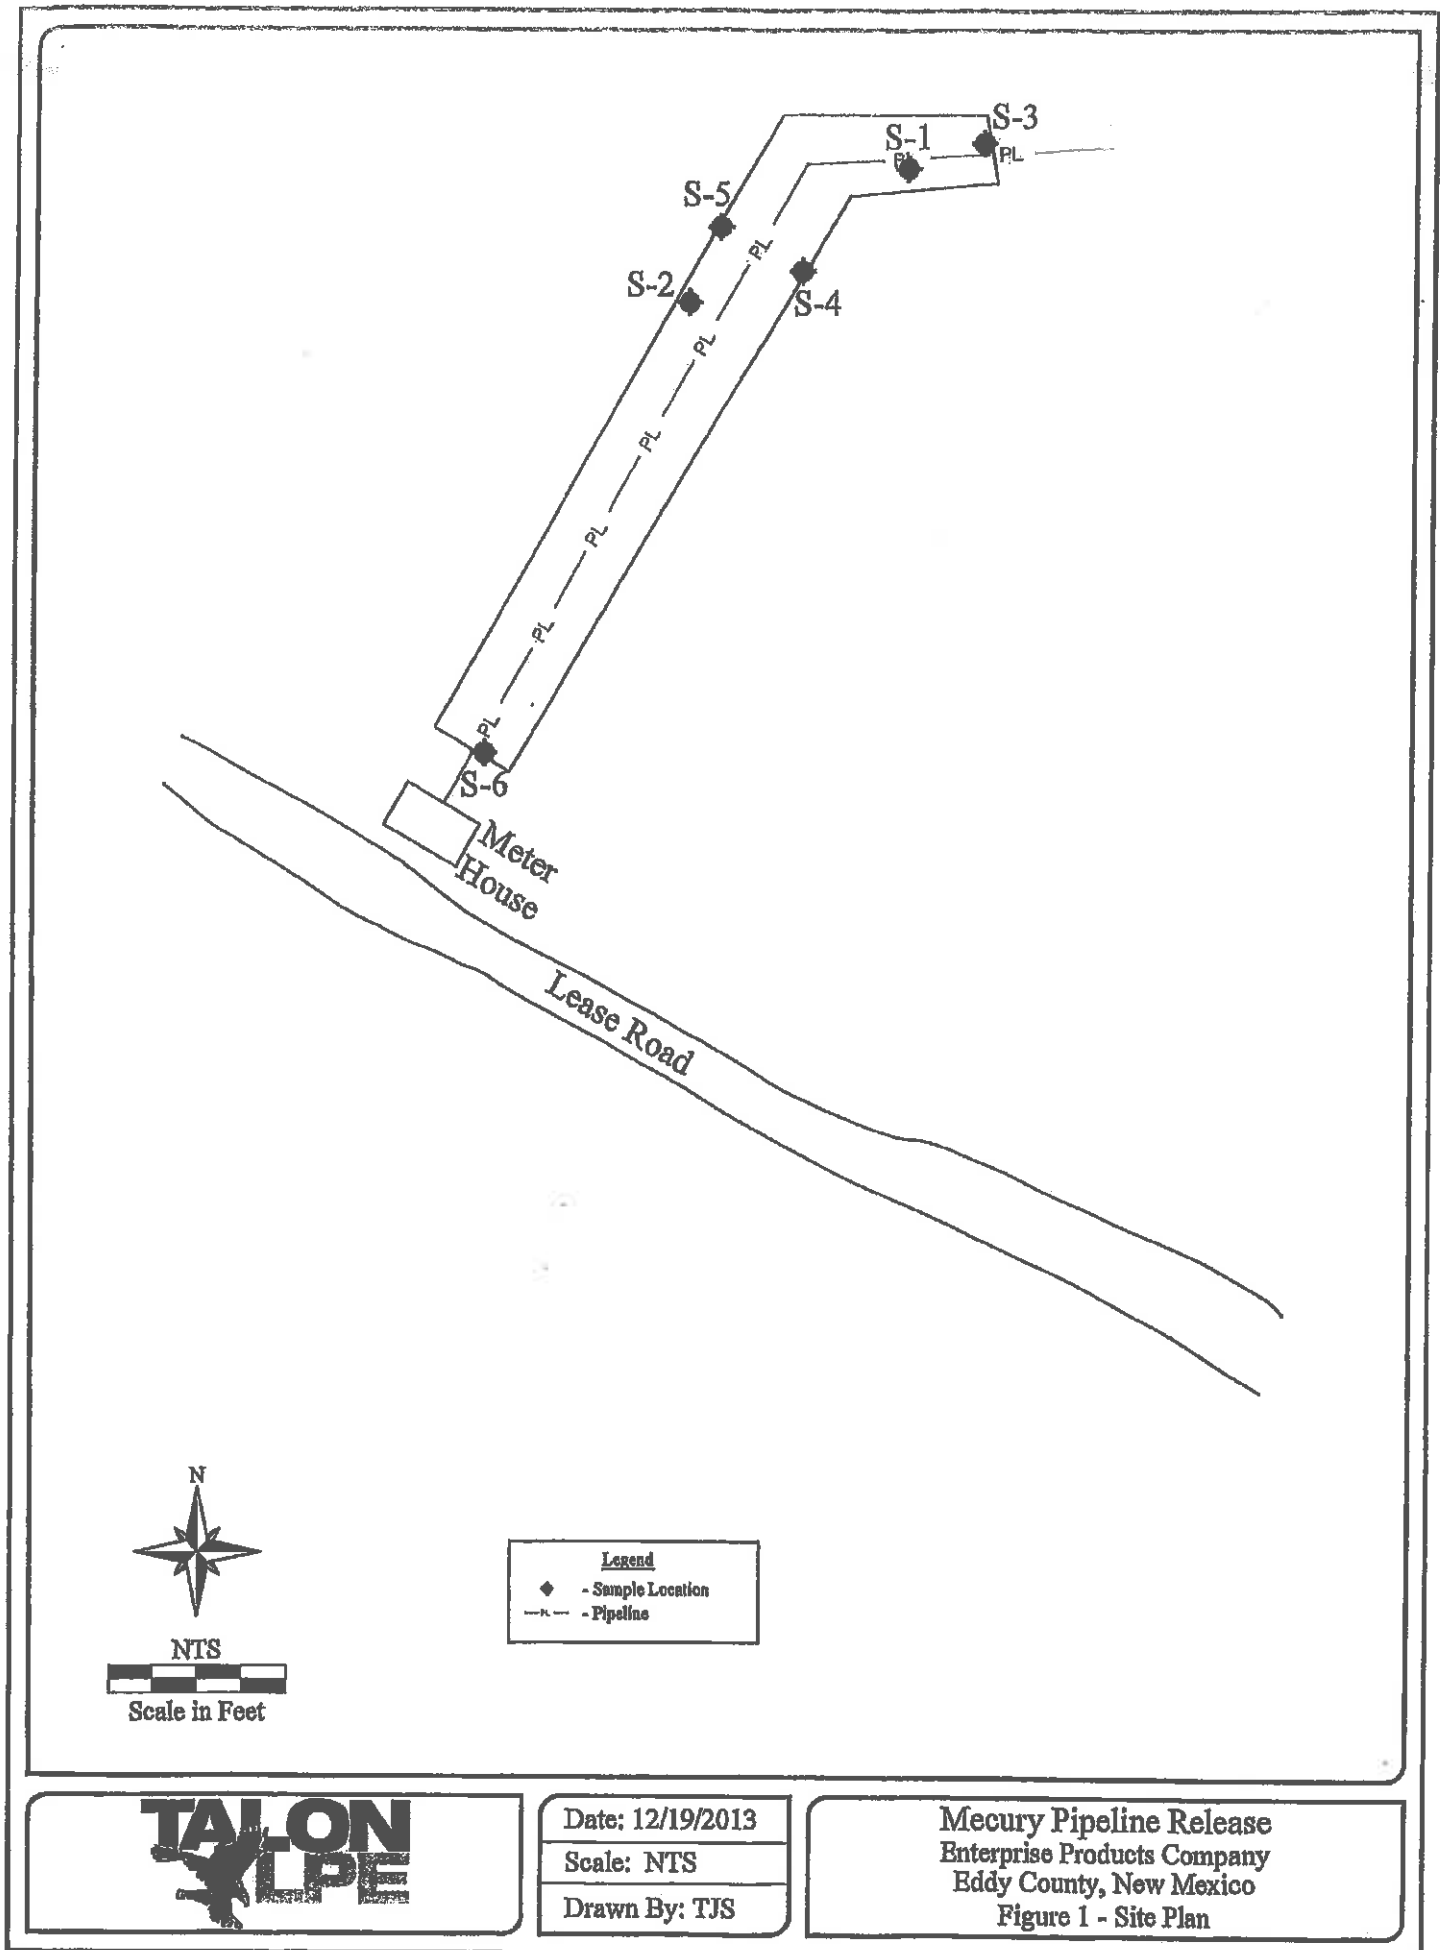 S-3
S-1
PL
PL
S-5
PL
S-2
S-4
PL
PL
PL
PL
PL
S-6
Meter
House
Lease Road
N
NTS
Scale in Feet
Legend
- Sample Location
PL
- Pipeline
TALON
LPE
Date: 12/19/2013
Scale: NTS
Drawn By: TJS
Mecury Pipeline Release
Enterprise Products Company
Eddy County, New Mexico
Figure 1 - Site Plan